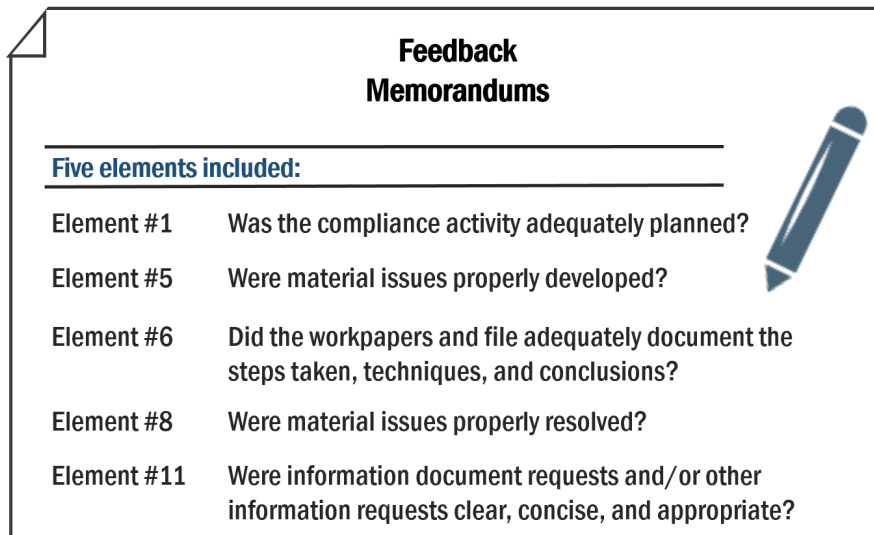 Feedback
Memorandums
Five elements included:
Element #1 Was the compliance activity adequately planned?
Element #5 Were material issues properly developed?
Element #6 Did the workpapers and file adequately document the
steps taken, techniques, and conclusions?
Element #8 Were material issues properly resolved?
Element #11 Were information document requests and/or other
information requests clear, concise, and appropriate?